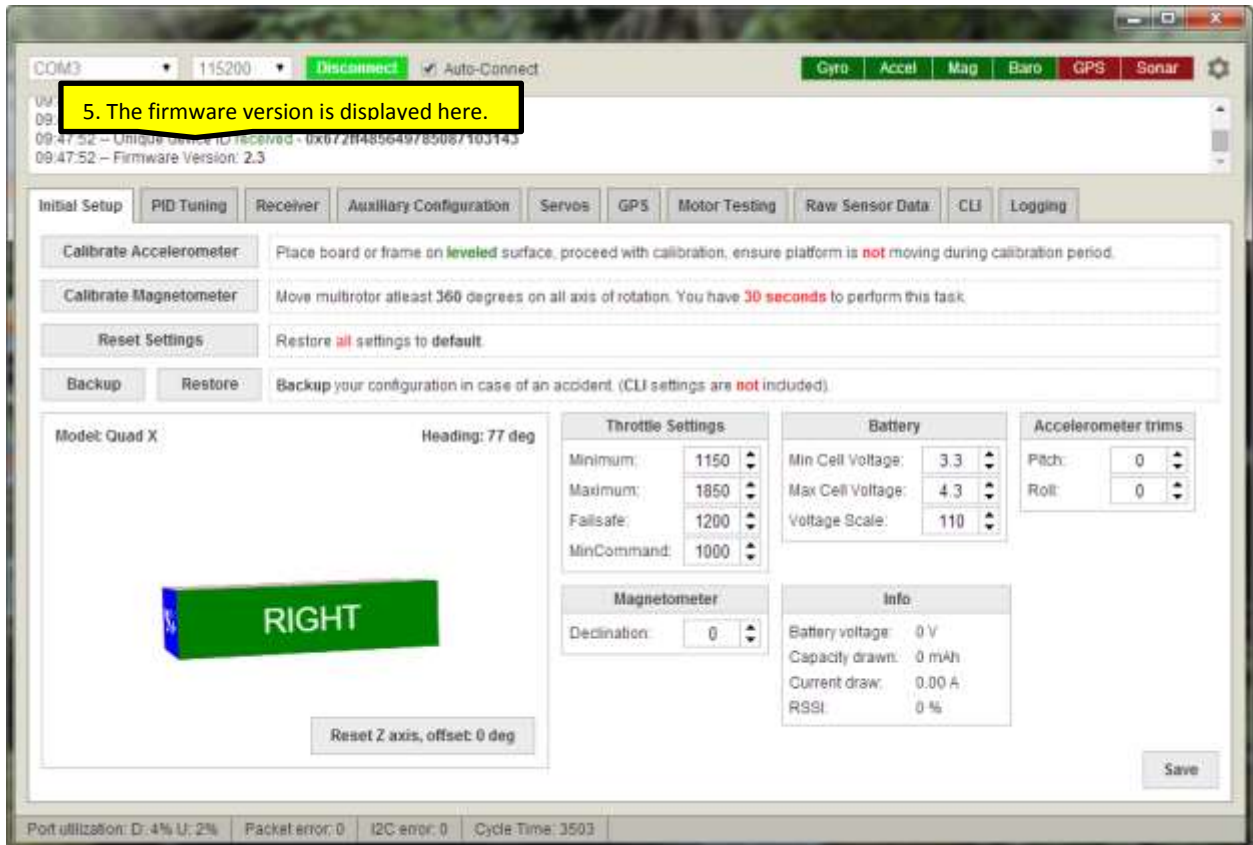 COM3 115200 Disconnect Auto-Connect Gyro Accel Mag Baro GPS Sonar
5. The firmware version is displayed here.
09:47:52 -- Unique device ID received - 0x672ff485649785087103143
09:47:52 -- Firmware Version: 2.3
Initial Setup PID Tuning Receiver Auxiliary Configuration Servos GPS Motor Testing Raw Sensor Data CLI Logging
Calibrate Accelerometer Place board or frame on leveled surface, proceed with calibration, ensure platform is not moving during calibration period.
Calibrate Magnetometer Move multirotor atleast 360 degrees on all axis of rotation. You have 30 seconds to perform this task.
Reset Settings Restore all settings to default.
Backup Restore Backup your configuration in case of an accident. (CLI settings are not included).
Model: Quad X Heading: 77 deg
RIGHT
Reset Z axis, offset: 0 deg
Throttle Settings
Minimum: 1150
Maximum: 1850
Failsafe: 1200
MinCommand: 1000
Battery
Min Cell Voltage: 3.3
Max Cell Voltage: 4.3
Voltage Scale: 110
Accelerometer trims
Pitch: 0
Roll: 0
Magnetometer
Declination: 0
Info
Battery voltage: 0 V
Capacity drawn: 0 mAh
Current draw: 0.00 A
RSSI: 0 %
Save
Port utilization: D: 4% U: 2% Packet error: 0 I2C error: 0 Cycle Time: 3503